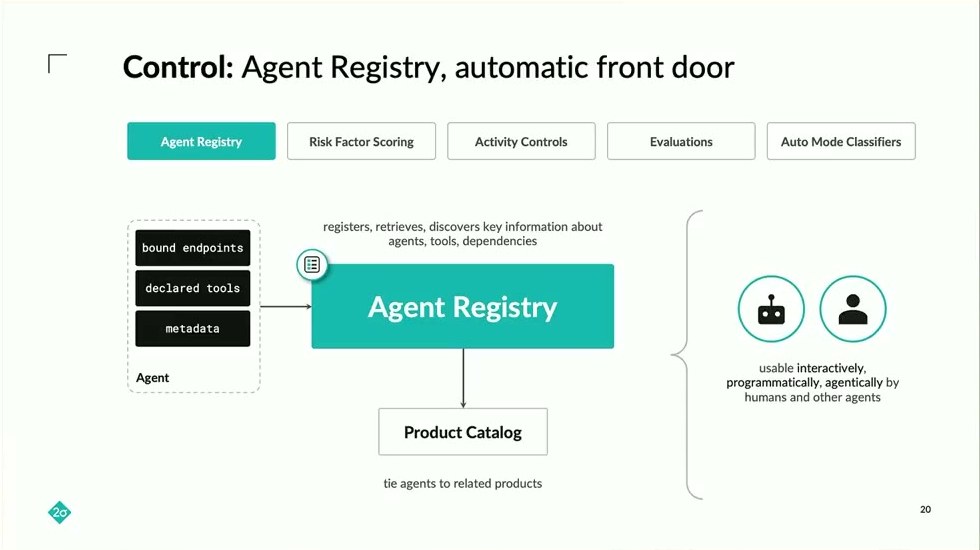 Control: Agent Registry, automatic front door
Agent Registry
Risk Factor Scoring
Activity Controls
Evaluations
Auto Mode Classifiers
bound endpoints
declared tools
metadata
Agent
registers, retrieves, discovers key information about
agents, tools, dependencies
Agent Registry
Product Catalog
tie agents to related products
usable interactively,
programmatically, agentically by
humans and other agents
2σ
20